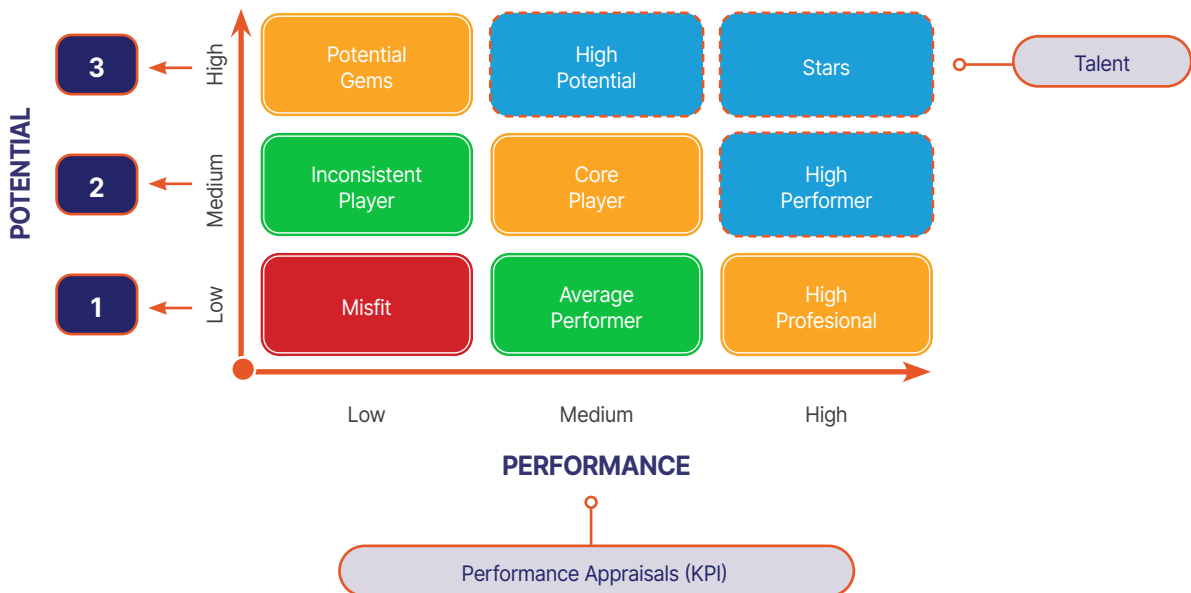 POTENTIAL
3
High
Potential
Gems
High
Potential
Stars
Talent
2
Medium
Inconsistent
Player
Core
Player
High
Performer
1
Low
Misfit
Average
Performer
High
Profesional
Low
Medium
High
PERFORMANCE
Performance Appraisals (KPI)